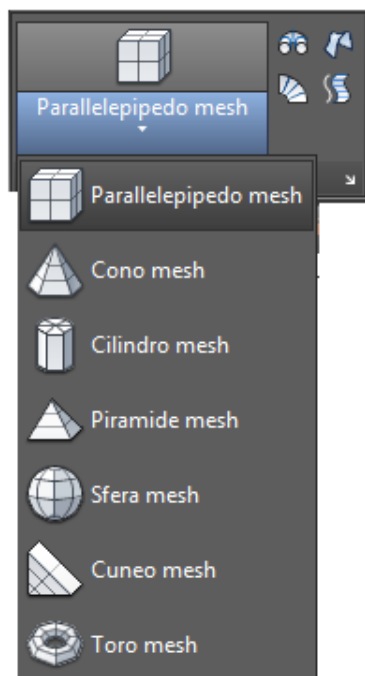 Parallelepipedo mesh
Parallelepipedo mesh
Cono mesh
Cilindro mesh
Piramide mesh
Sfera mesh
Cuneo mesh
Toro mesh